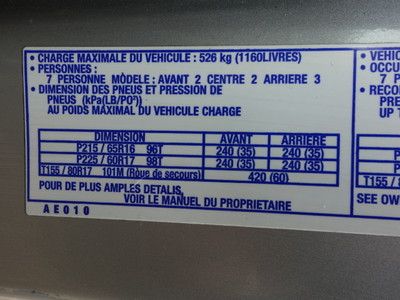 • CHARGE MAXIMALE DU VEHICULE : 526 kg (1160LIVRES)
• PERSONNES :
7 PERSONNE MODÈLE : AVANT 2 CENTRE 2 ARRIERE 3
• DIMENSION DES PNEUS ET PRESSION DE
PNEUS (kPa(LB/PO²))
AU POIDS MAXIMAL DU VEHICULE CHARGE
DIMENSION AVANT ARRIERE
P215 / 65R16 96T 240 (35) 240 (35)
P225 / 60R17 98T 240 (35) 240 (35)
T155 / 80R17 101M (Roue de secours) 420 (60)
POUR DE PLUS AMPLES DETAILS,
VOIR LE MANUEL DU PROPRIETAIRE
AE010
• VEHIC
• OCCU
7 P
• RECO
PRE
UP T
P
P
T155 / 8
SEE OW